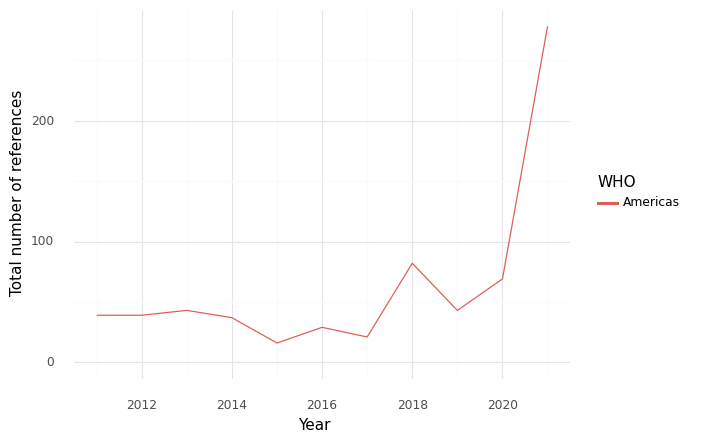 Total number of references
200
100
0
2012 2014 2016 2018 2020
Year
WHO
Americas